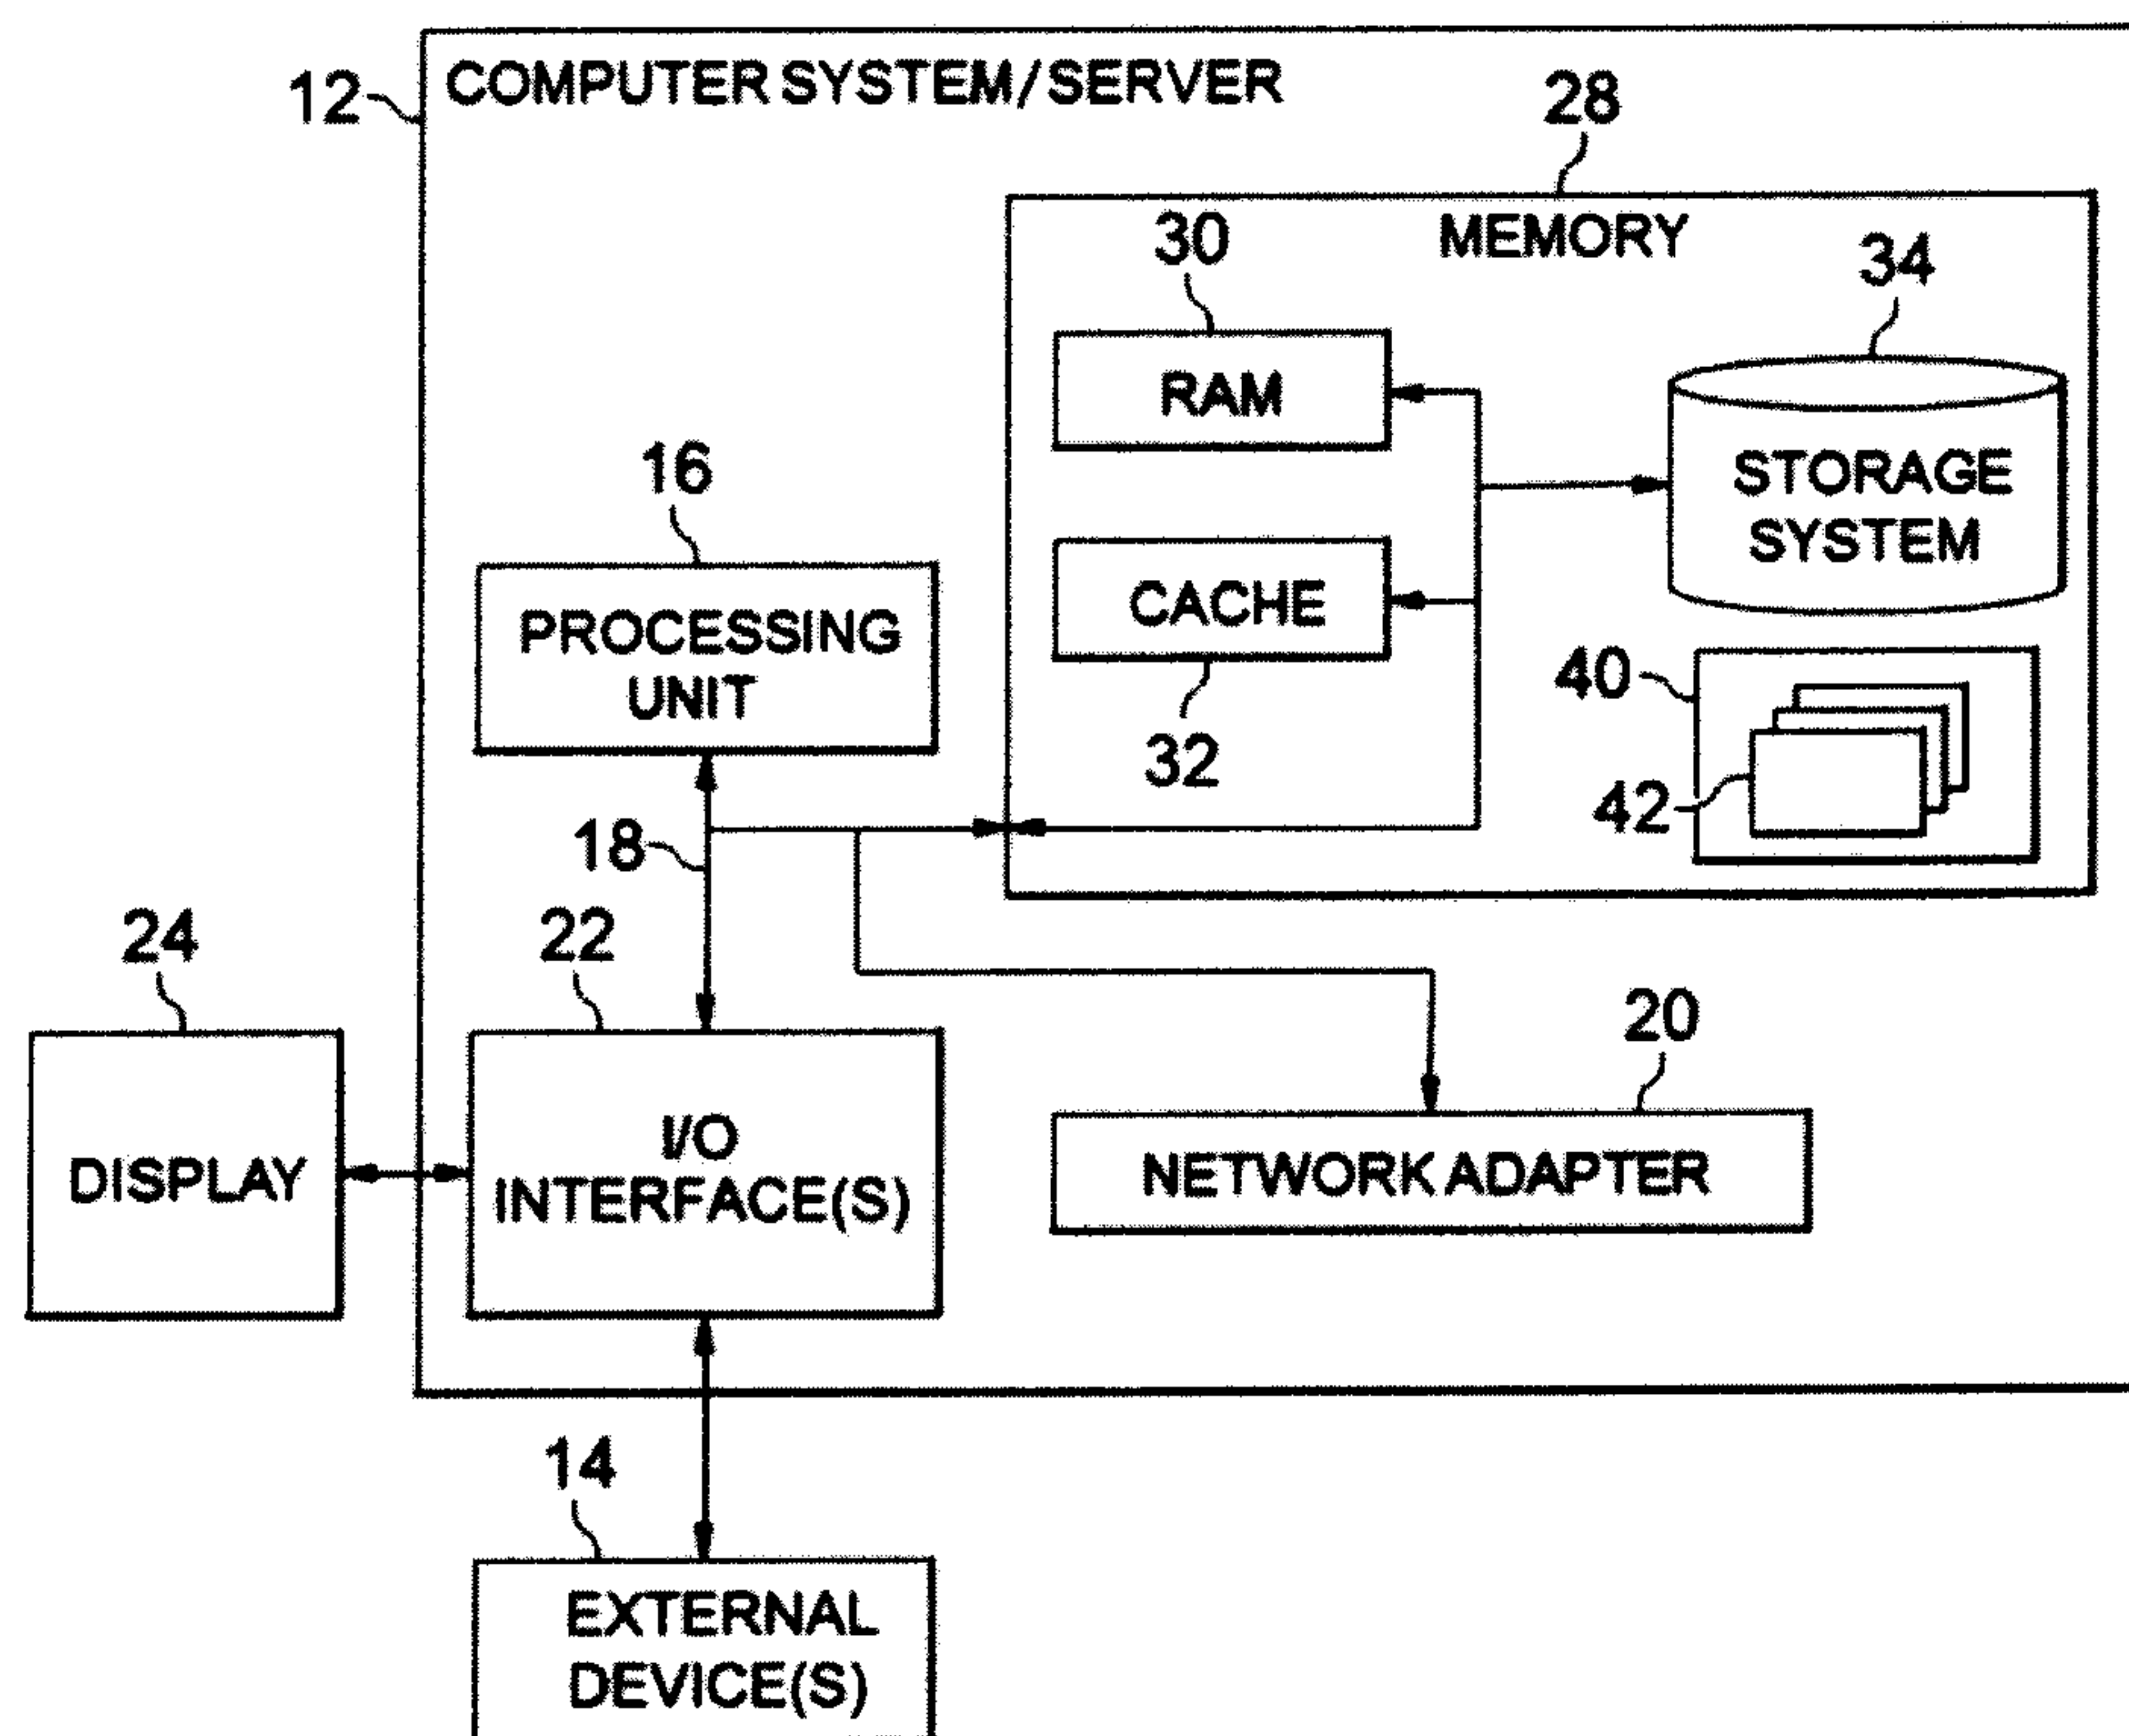 12
COMPUTER SYSTEM/SERVER
28
MEMORY
30
34
RAM
STORAGE
SYSTEM
16
PROCESSING
UNIT
CACHE
32
40
42
18
24
22
20
DISPLAY
I/O
INTERFACE(S)
NETWORK ADAPTER
14
EXTERNAL
DEVICE(S)